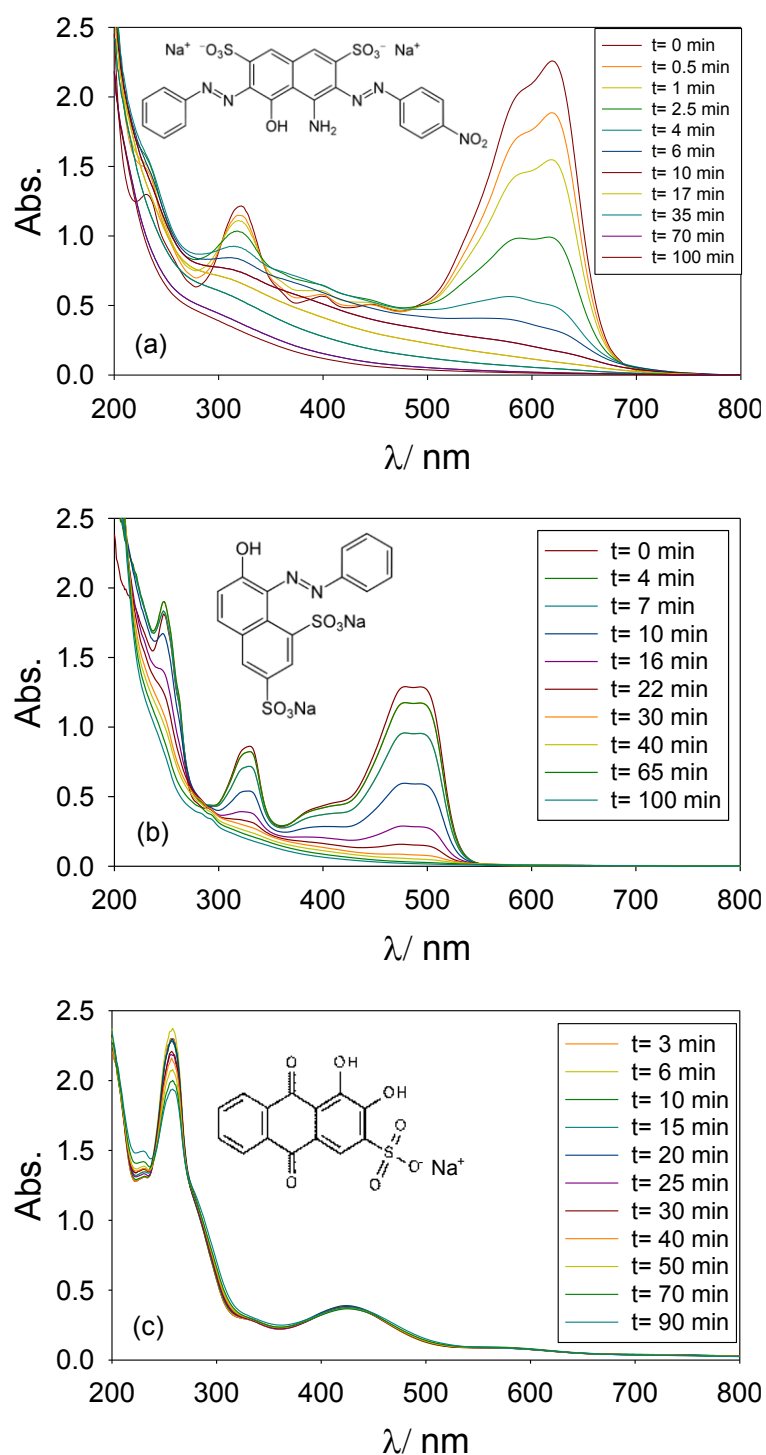 2.5
2.0
1.5
1.0
0.5
0.0
Abs.
Na⁺ ⁻O₃S SO₃⁻ Na⁺
N N N N
OH NH₂
NO₂
t= 0 min
t= 0.5 min
t= 1 min
t= 2.5 min
t= 4 min
t= 6 min
t= 10 min
t= 17 min
t= 35 min
t= 70 min
t= 100 min
(a)
200 300 400 500 600 700 800
λ/ nm
2.5
2.0
1.5
1.0
0.5
0.0
Abs.
OH
N N
SO₃Na
SO₃Na
t= 0 min
t= 4 min
t= 7 min
t= 10 min
t= 16 min
t= 22 min
t= 30 min
t= 40 min
t= 65 min
t= 100 min
(b)
200 300 400 500 600 700 800
λ/ nm
2.5
2.0
1.5
1.0
0.5
0.0
Abs.
O OH
OH
O
S O⁻ Na⁺
O O
t= 3 min
t= 6 min
t= 10 min
t= 15 min
t= 20 min
t= 25 min
t= 30 min
t= 40 min
t= 50 min
t= 70 min
t= 90 min
(c)
200 300 400 500 600 700 800
λ/ nm